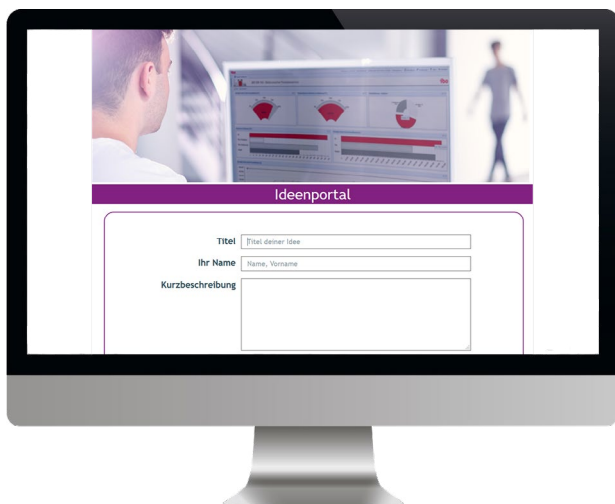 Ideenportal
Titel
Titel deiner Idee
Ihr Name
Name, Vorname
Kurzbeschreibung